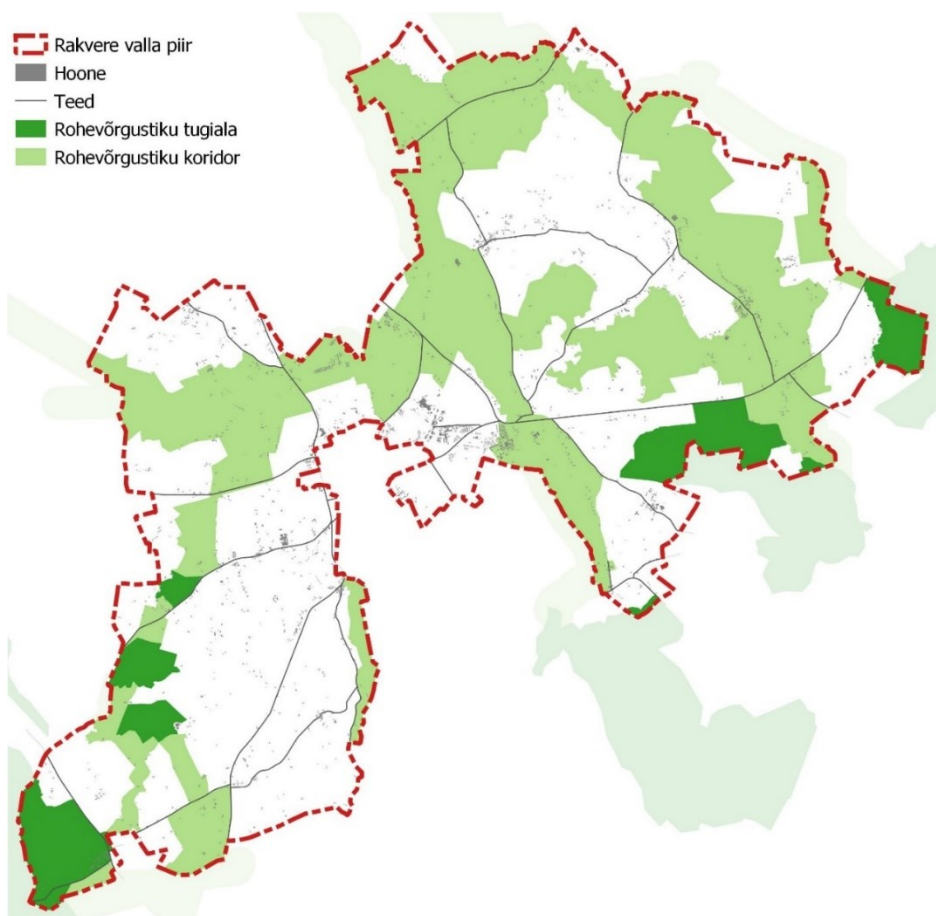 Rakvere valla piir
Hoone
Teed
Rohevõrgustiku tugiala
Rohevõrgustiku koridor